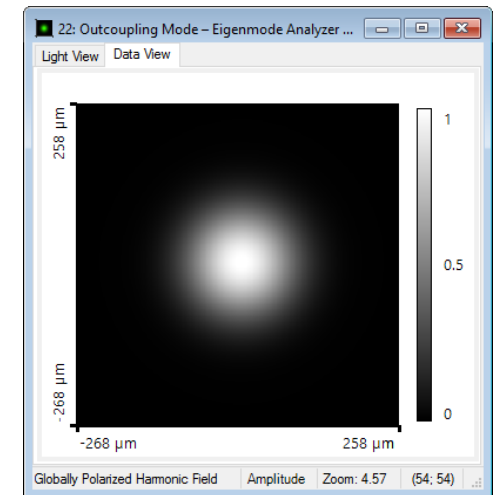 22: Outcoupling Mode – Eigenmode Analyzer ...
Light View Data View
258 µm
1
0.5
-268 µm
0
-268 µm 258 µm
Globally Polarized Harmonic Field Amplitude Zoom: 4.57 (54; 54)